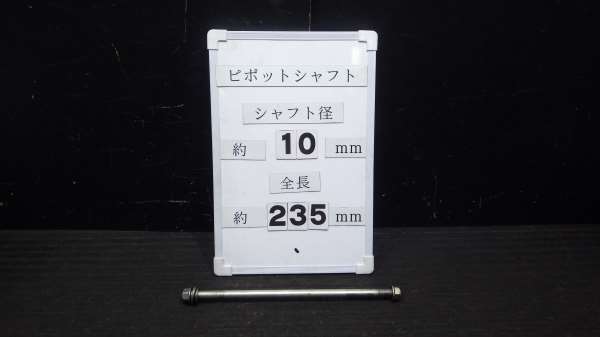 ピボットシャフト
シャフト径
約 10 mm
全長
約 235 mm